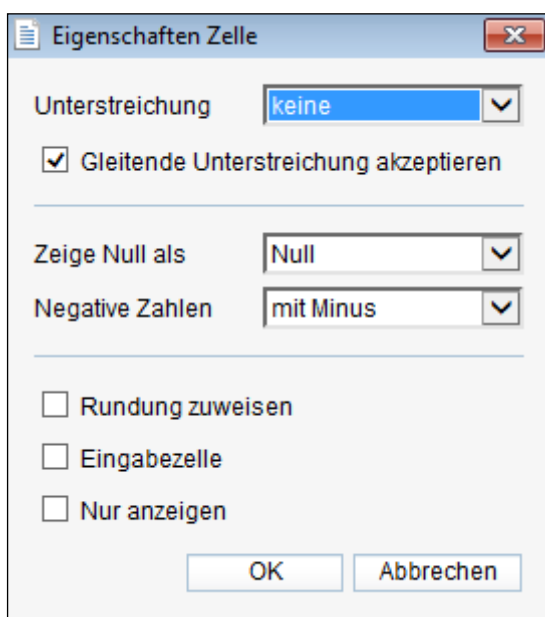 Eigenschaften Zelle
Unterstreichung keine
Gleitende Unterstreichung akzeptieren
Zeige Null als Null
Negative Zahlen mit Minus
Rundung zuweisen
Eingabezelle
Nur anzeigen
OK Abbrechen